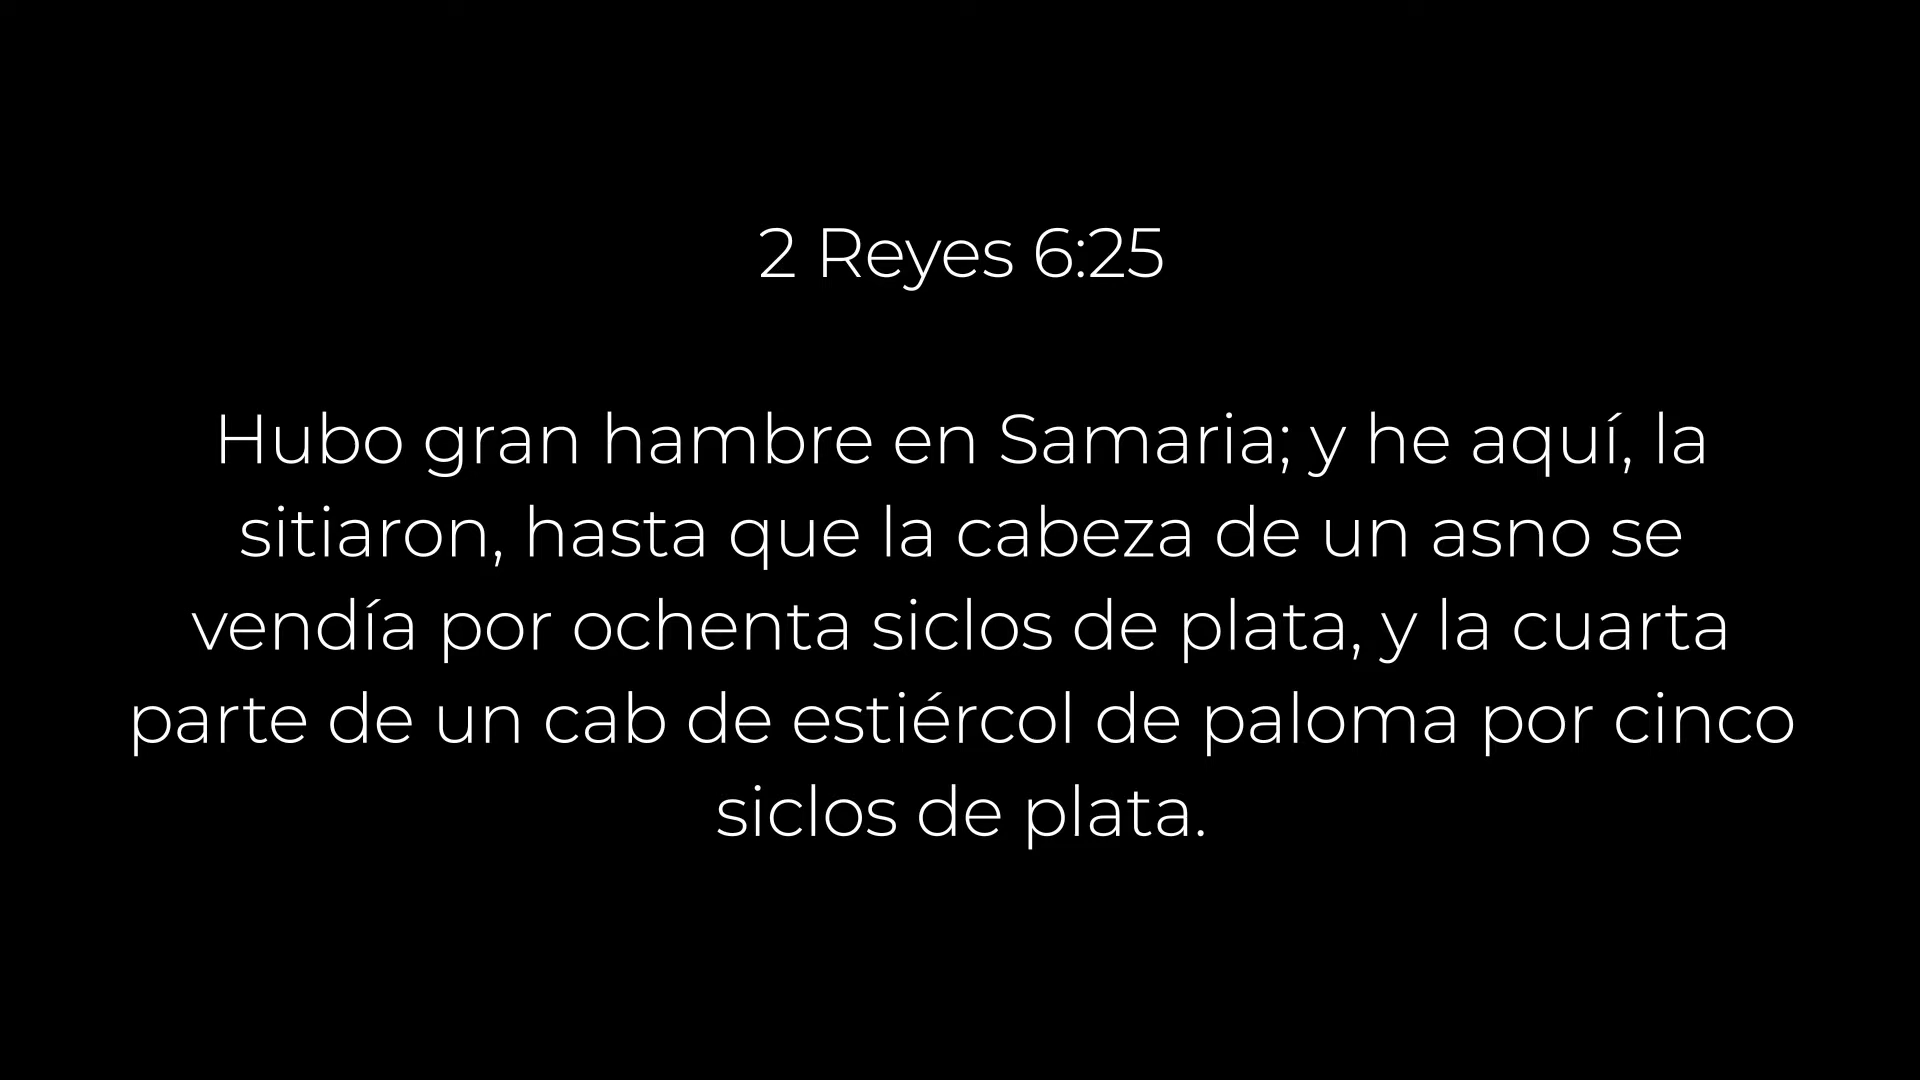 2 Reyes 6:25
Hubo gran hambre en Samaria; y he aquí, la
sitiaron, hasta que la cabeza de un asno se
vendía por ochenta siclos de plata, y la cuarta
parte de un cab de estiércol de paloma por cinco
siclos de plata.